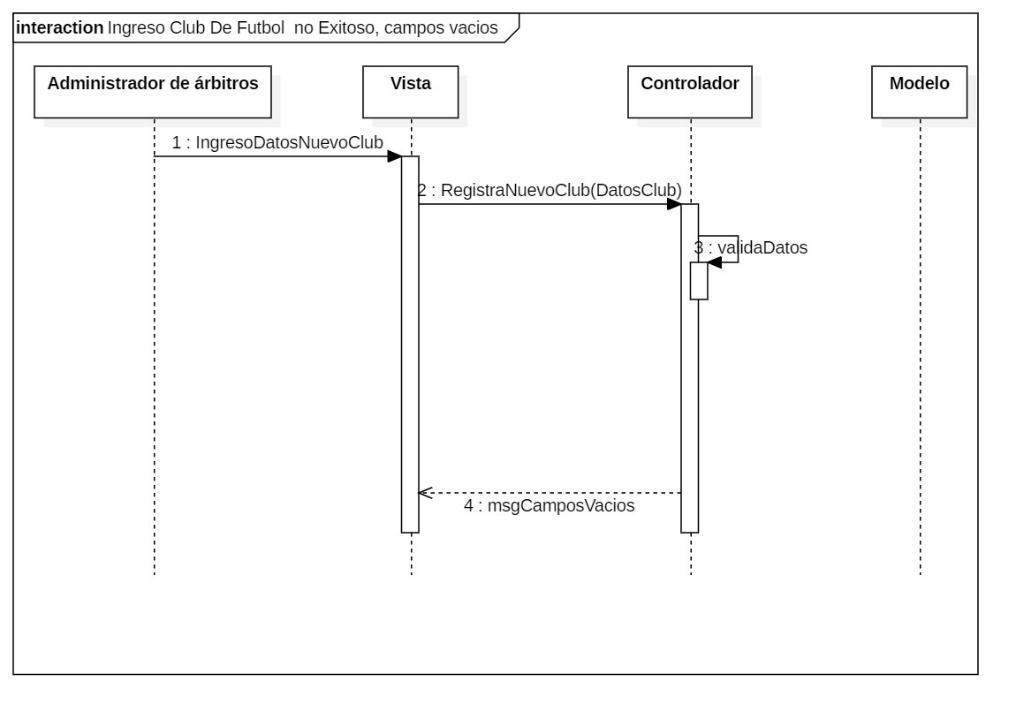 interaction Ingreso Club De Futbol no Exitoso, campos vacios
Administrador de árbitros
Vista
Controlador
Modelo
1 : IngresoDatosNuevoClub
2 : RegistraNuevoClub(DatosClub)
3 : validaDatos
4 : msgCamposVacios